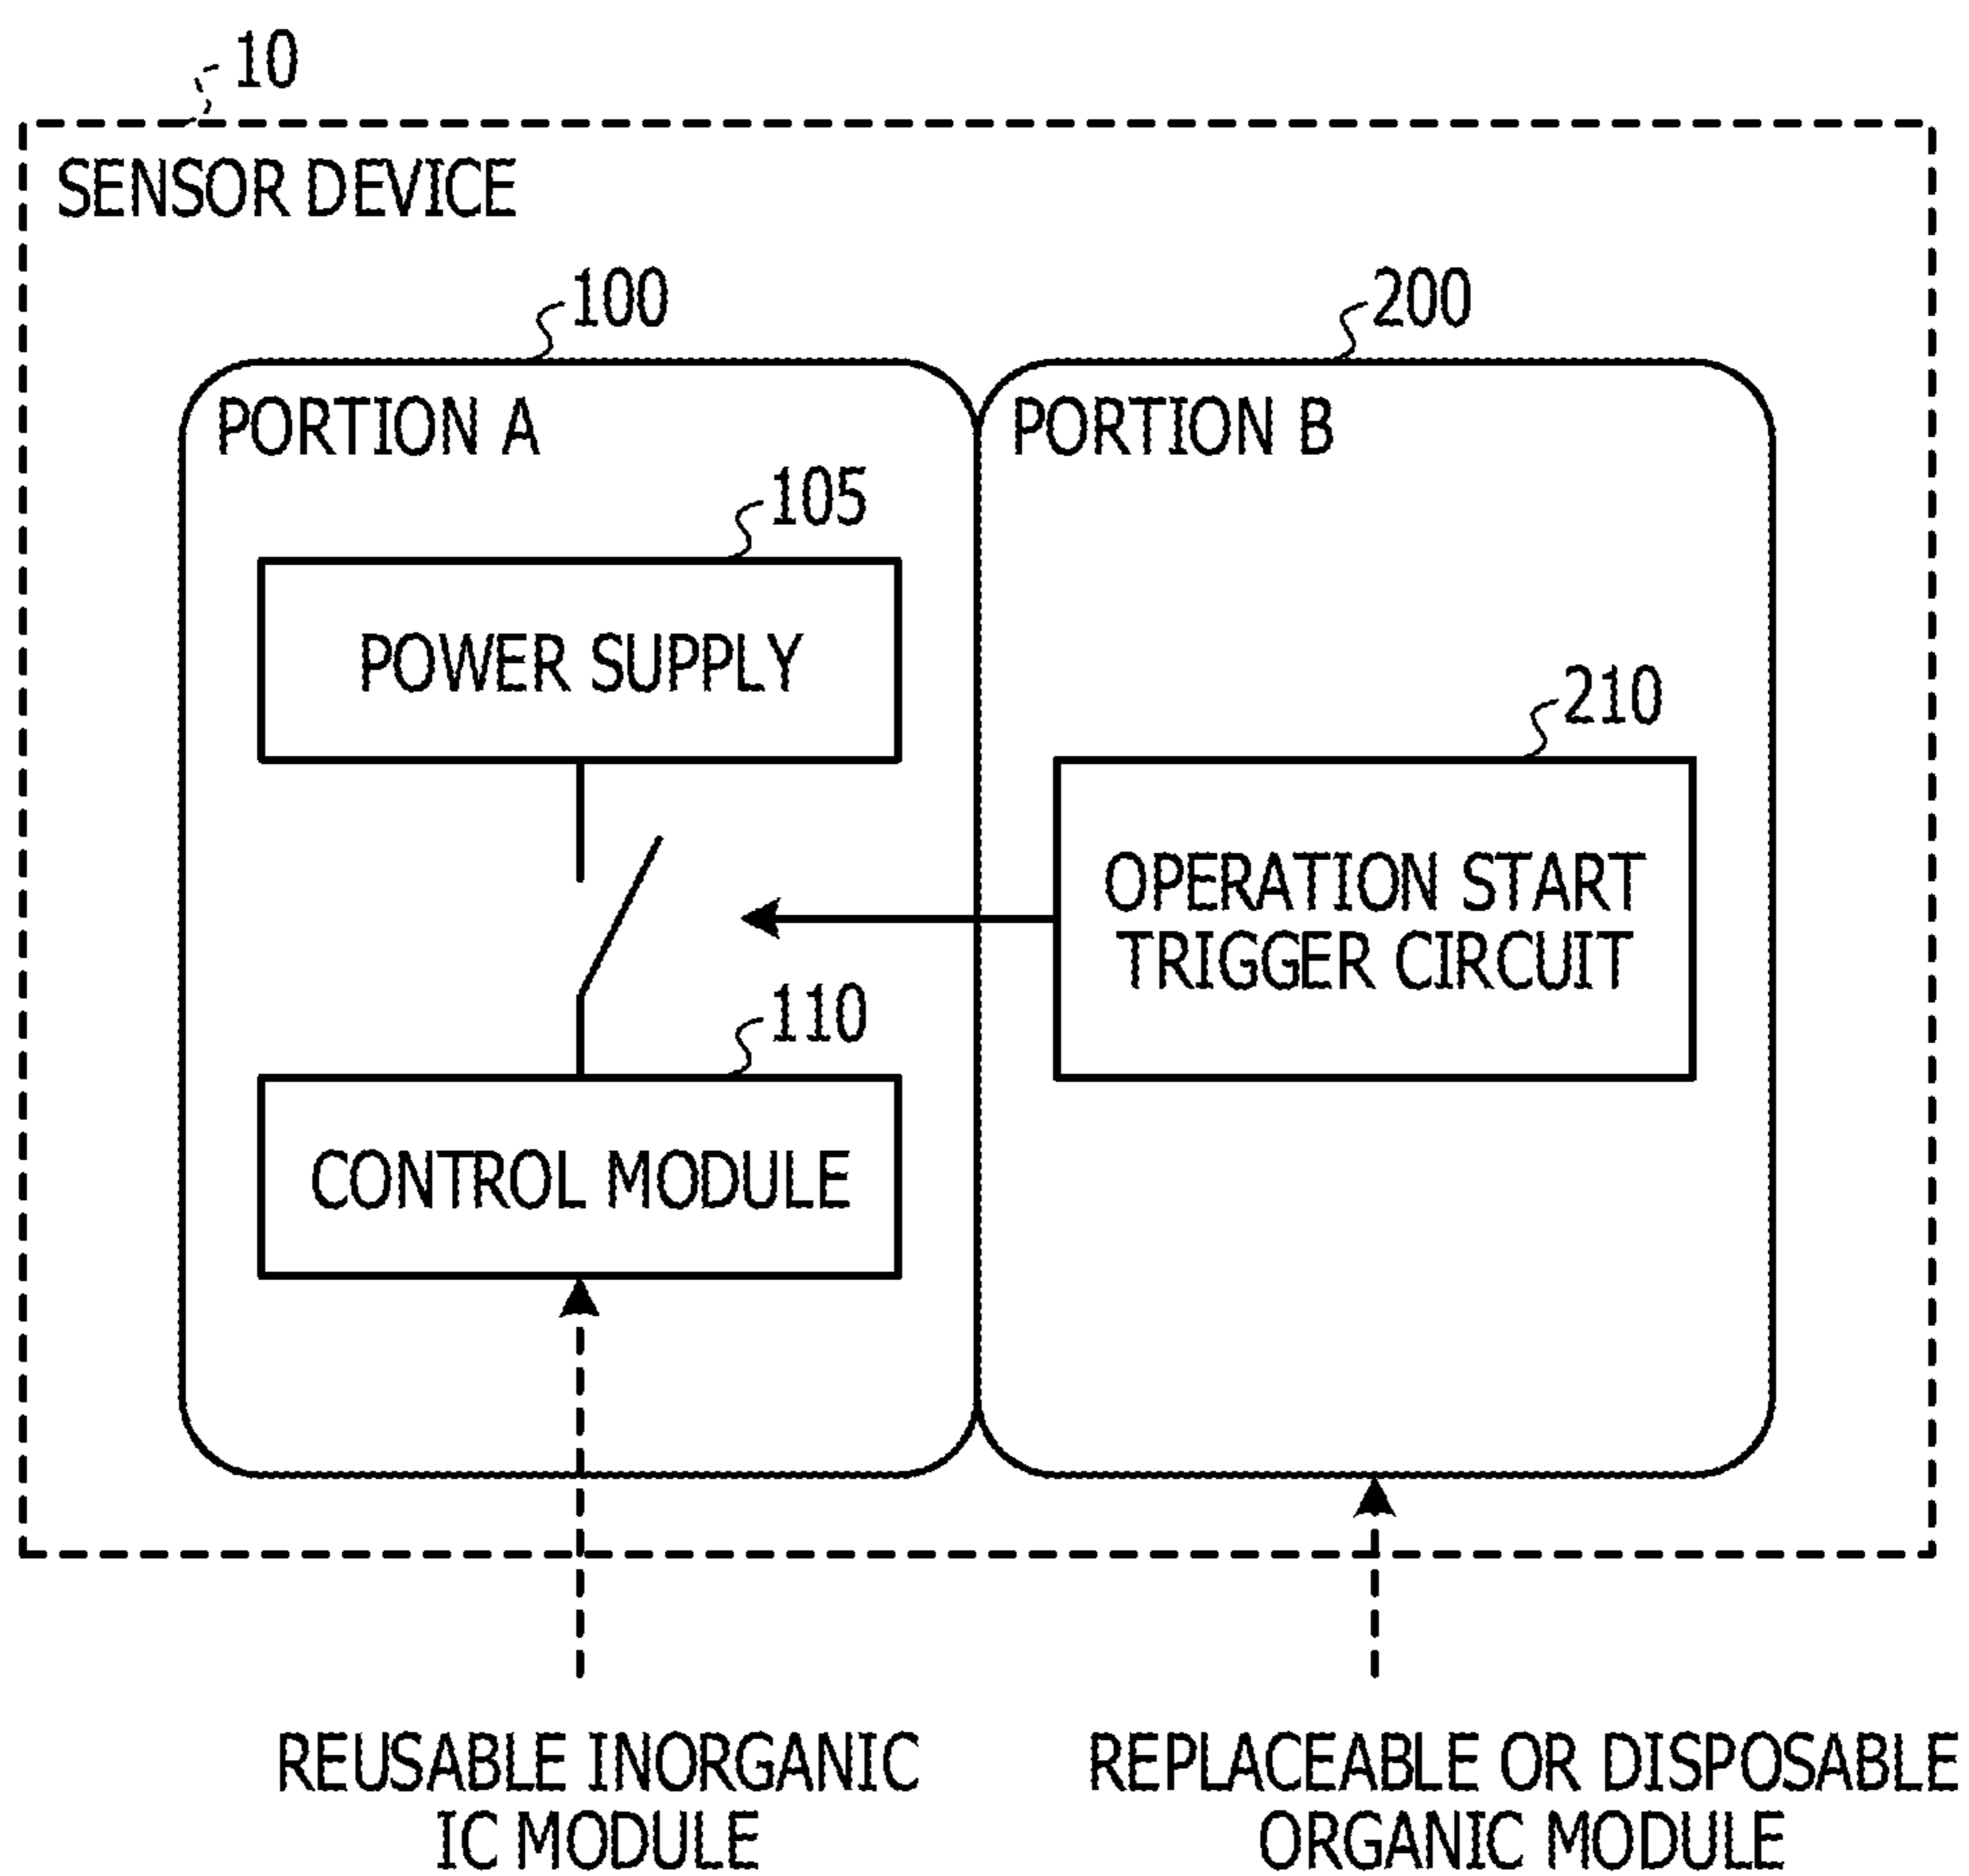 10
SENSOR DEVICE
100
200
PORTION A
PORTION B
105
POWER SUPPLY
210
OPERATION START
TRIGGER CIRCUIT
110
CONTROL MODULE
REUSABLE INORGANIC
IC MODULE
REPLACEABLE OR DISPOSABLE
ORGANIC MODULE